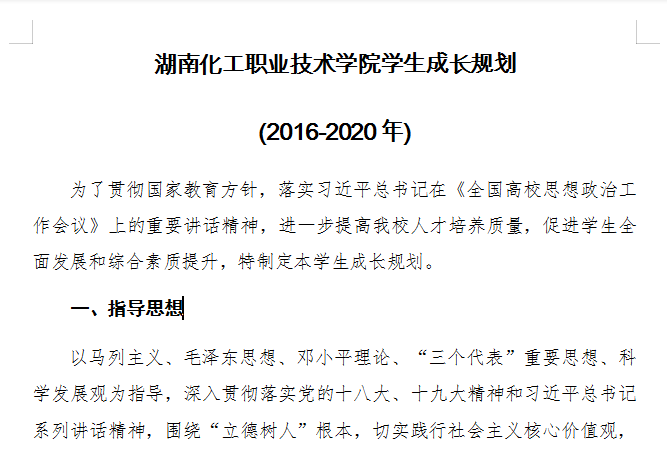 湖南化工职业技术学院学生成长规划
(2016-2020 年)
为了贯彻国家教育方针，落实习近平总书记在《全国高校思想政治工
作会议》上的重要讲话精神，进一步提高我校人才培养质量，促进学生全
面发展和综合素质提升，特制定本学生成长规划。
一、指导思想
以马列主义、毛泽东思想、邓小平理论、“三个代表”重要思想、科
学发展观为指导，深入贯彻落实党的十八大、十九大精神和习近平总书记
系列讲话精神，围绕“立德树人”根本，切实践行社会主义核心价值观，